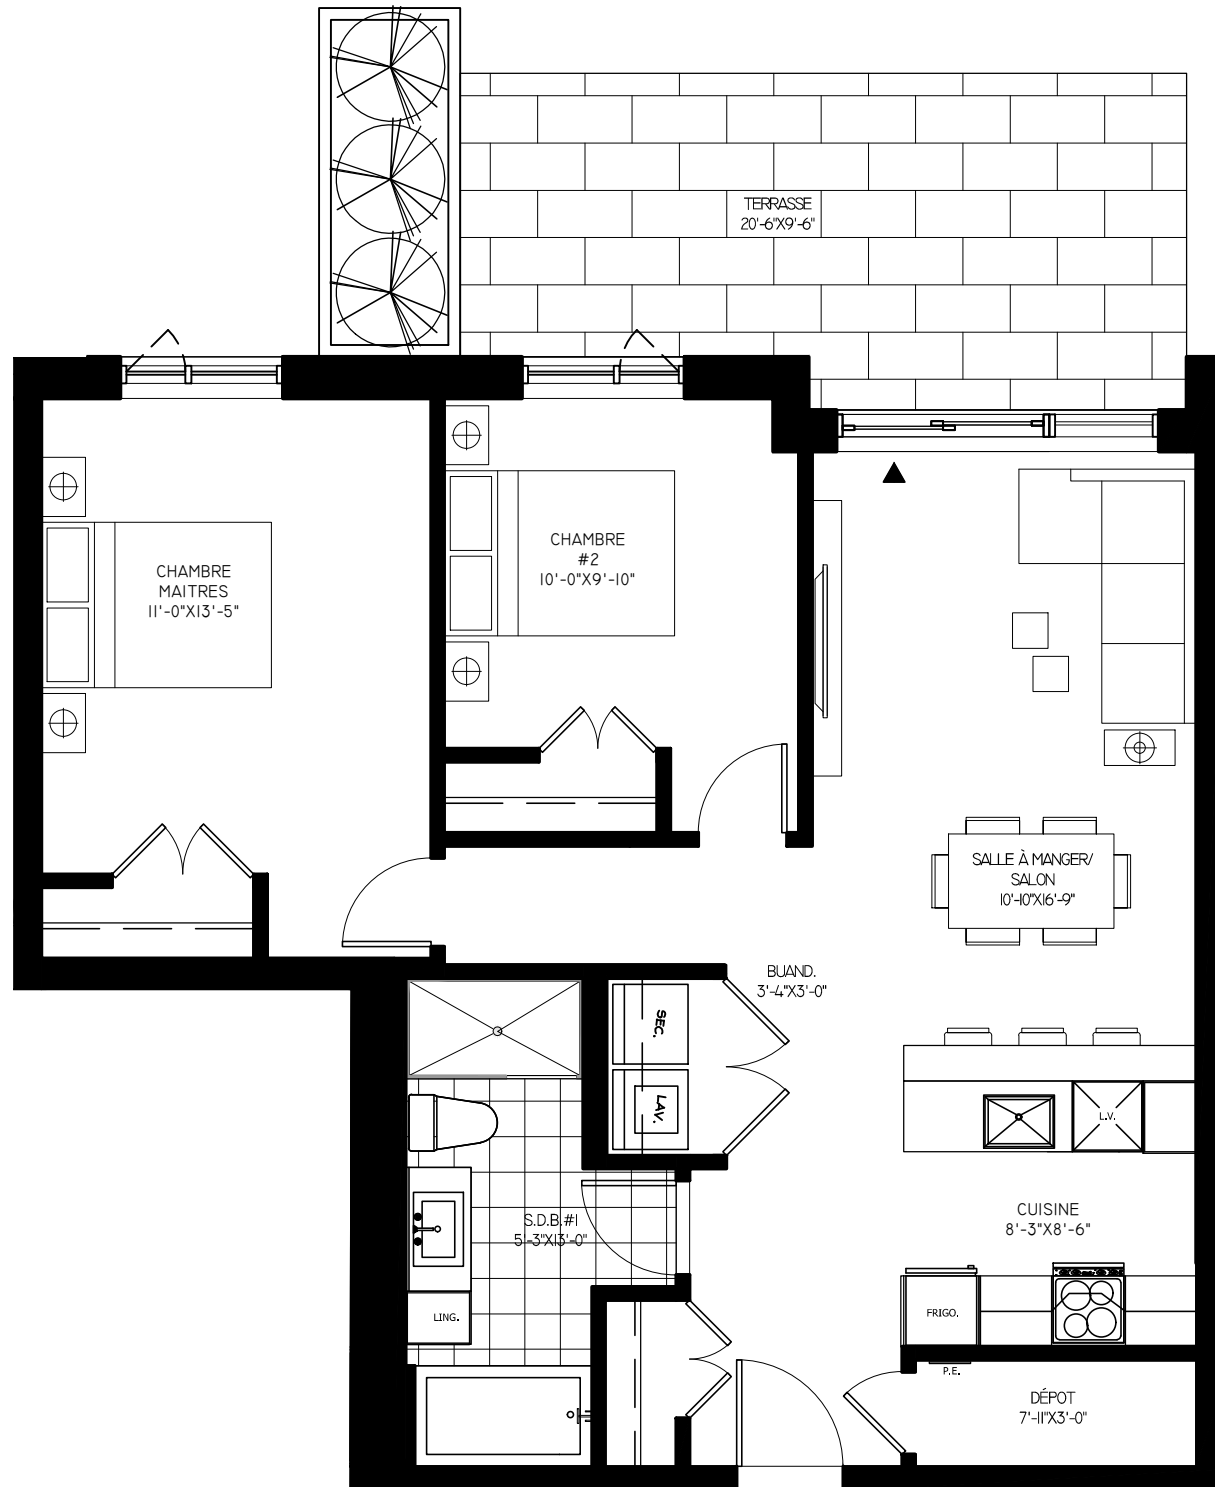 TERRASSE
20'-6"X9'-6"
CHAMBRE
MAITRES
11'-0"X13'-5"
CHAMBRE
#2
10'-0"X9'-10"
SALLE À MANGER/
SALON
10'-10"X16'-9"
BUAND.
3'-4"X3'-0"
SEC.
LAV.
L.V.
CUISINE
8'-3"X8'-6"
S.D.B.#1
5'-3"X13'-0"
LING.
FRIGO.
P.E.
DÉPOT
7'-11"X3'-0"